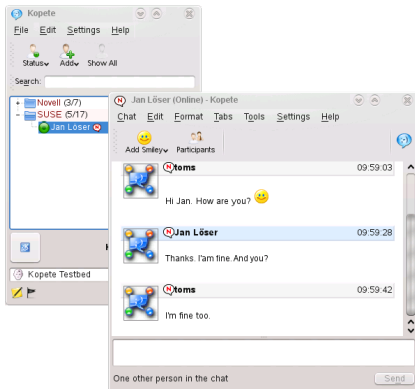 Kopete
File Edit Settings Help
Status Add Show All
Search:
Novell (3/7)
SUSE (5/17)
Jan Löser
Kopete Testbed
Jan Löser (Online) - Kopete
Chat Edit Format Tabs Tools Settings Help
Add Smiley Participants
toms 09:59:03
Hi Jan. How are you?
Jan Löser 09:59:28
Thanks. I'am fine. And you?
toms 09:59:42
I'm fine too.
One other person in the chat
Send